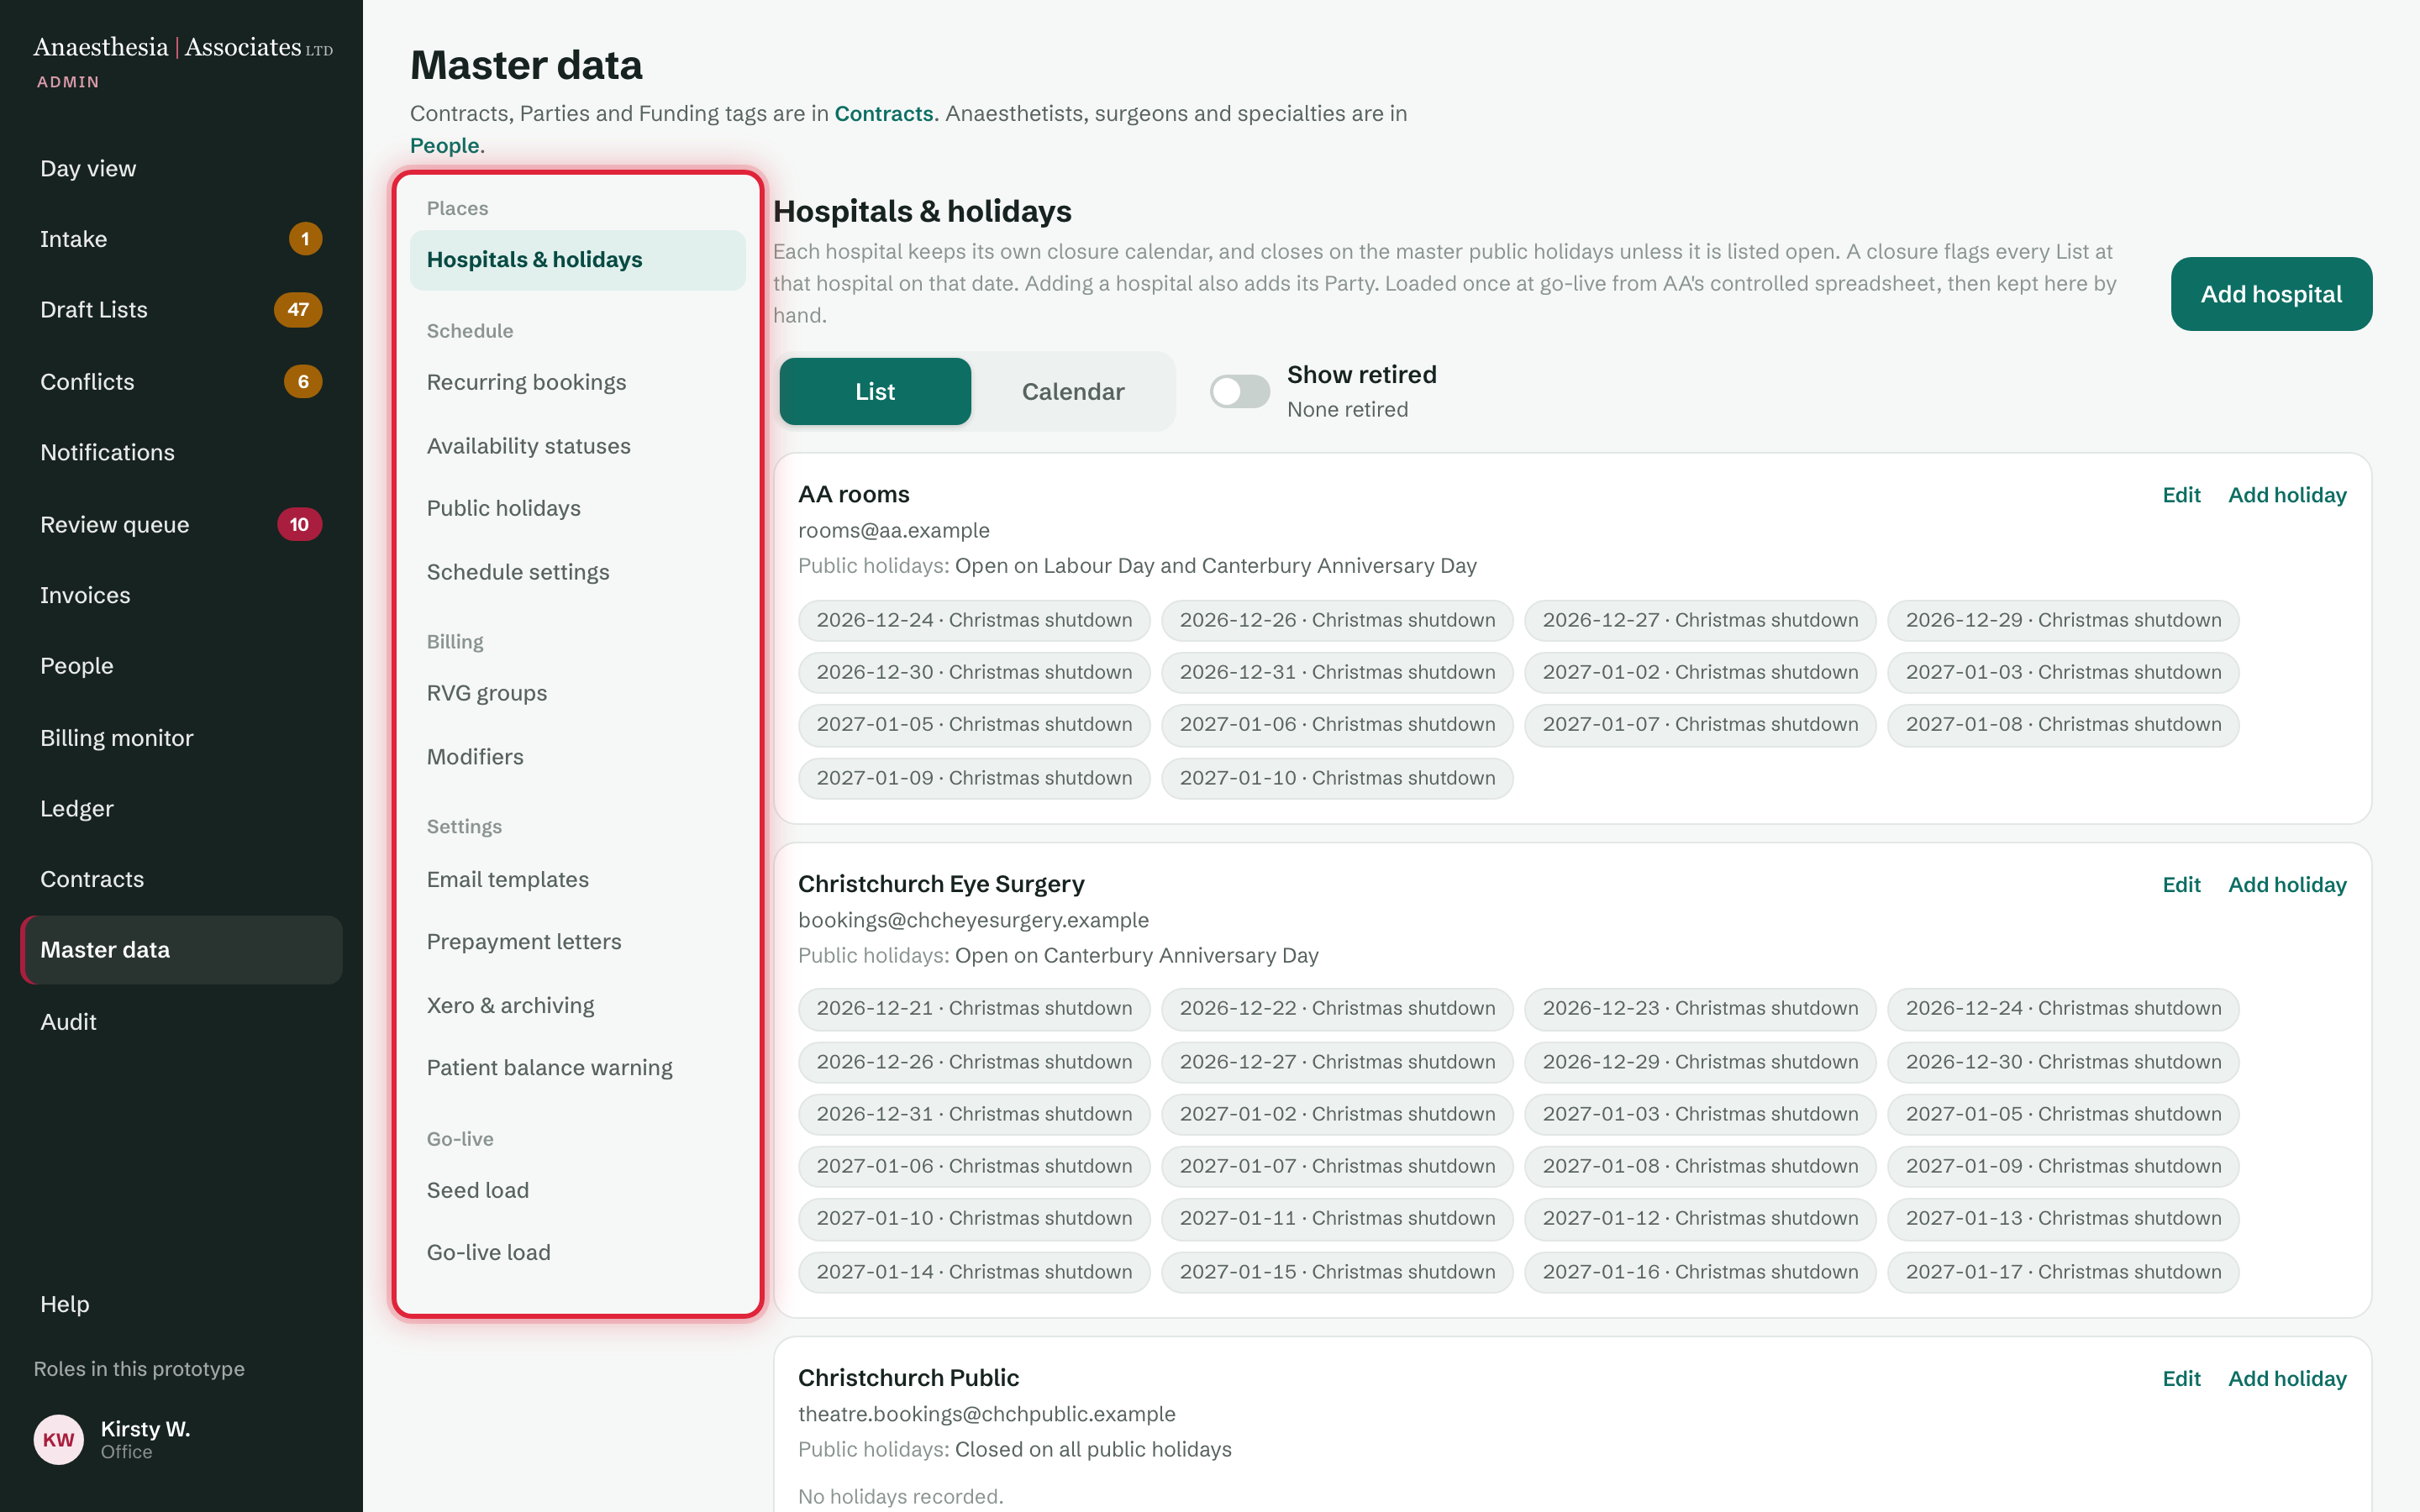 Anaesthesia | Associates LTD
ADMIN
Day view
Intake 1
Draft Lists 47
Conflicts 6
Notifications
Review queue 10
Invoices
People
Billing monitor
Ledger
Contracts
Master data
Audit
Help
Roles in this prototype
KW
Kirsty W.
Office
Master data
Contracts, Parties and Funding tags are in Contracts. Anaesthetists, surgeons and specialties are in
People.
Places
Hospitals & holidays
Schedule
Recurring bookings
Availability statuses
Public holidays
Schedule settings
Billing
RVG groups
Modifiers
Settings
Email templates
Prepayment letters
Xero & archiving
Patient balance warning
Go-live
Seed load
Go-live load
Hospitals & holidays
Each hospital keeps its own closure calendar, and closes on the master public holidays unless it is listed open. A closure flags every List at
that hospital on that date. Adding a hospital also adds its Party. Loaded once at go-live from AA's controlled spreadsheet, then kept here by
hand.
Add hospital
List Calendar
Show retired
None retired
AA rooms Edit Add holiday
rooms@aa.example
Public holidays: Open on Labour Day and Canterbury Anniversary Day
2026-12-24 · Christmas shutdown 2026-12-26 · Christmas shutdown 2026-12-27 · Christmas shutdown 2026-12-29 · Christmas shutdown
2026-12-30 · Christmas shutdown 2026-12-31 · Christmas shutdown 2027-01-02 · Christmas shutdown 2027-01-03 · Christmas shutdown
2027-01-05 · Christmas shutdown 2027-01-06 · Christmas shutdown 2027-01-07 · Christmas shutdown 2027-01-08 · Christmas shutdown
2027-01-09 · Christmas shutdown 2027-01-10 · Christmas shutdown
Christchurch Eye Surgery Edit Add holiday
bookings@chcheyesurgery.example
Public holidays: Open on Canterbury Anniversary Day
2026-12-21 · Christmas shutdown 2026-12-22 · Christmas shutdown 2026-12-23 · Christmas shutdown 2026-12-24 · Christmas shutdown
2026-12-26 · Christmas shutdown 2026-12-27 · Christmas shutdown 2026-12-29 · Christmas shutdown 2026-12-30 · Christmas shutdown
2026-12-31 · Christmas shutdown 2027-01-02 · Christmas shutdown 2027-01-03 · Christmas shutdown 2027-01-05 · Christmas shutdown
2027-01-06 · Christmas shutdown 2027-01-07 · Christmas shutdown 2027-01-08 · Christmas shutdown 2027-01-09 · Christmas shutdown
2027-01-10 · Christmas shutdown 2027-01-11 · Christmas shutdown 2027-01-12 · Christmas shutdown 2027-01-13 · Christmas shutdown
2027-01-14 · Christmas shutdown 2027-01-15 · Christmas shutdown 2027-01-16 · Christmas shutdown 2027-01-17 · Christmas shutdown
Christchurch Public Edit Add holiday
theatre.bookings@chchpublic.example
Public holidays: Closed on all public holidays
No holidays recorded.